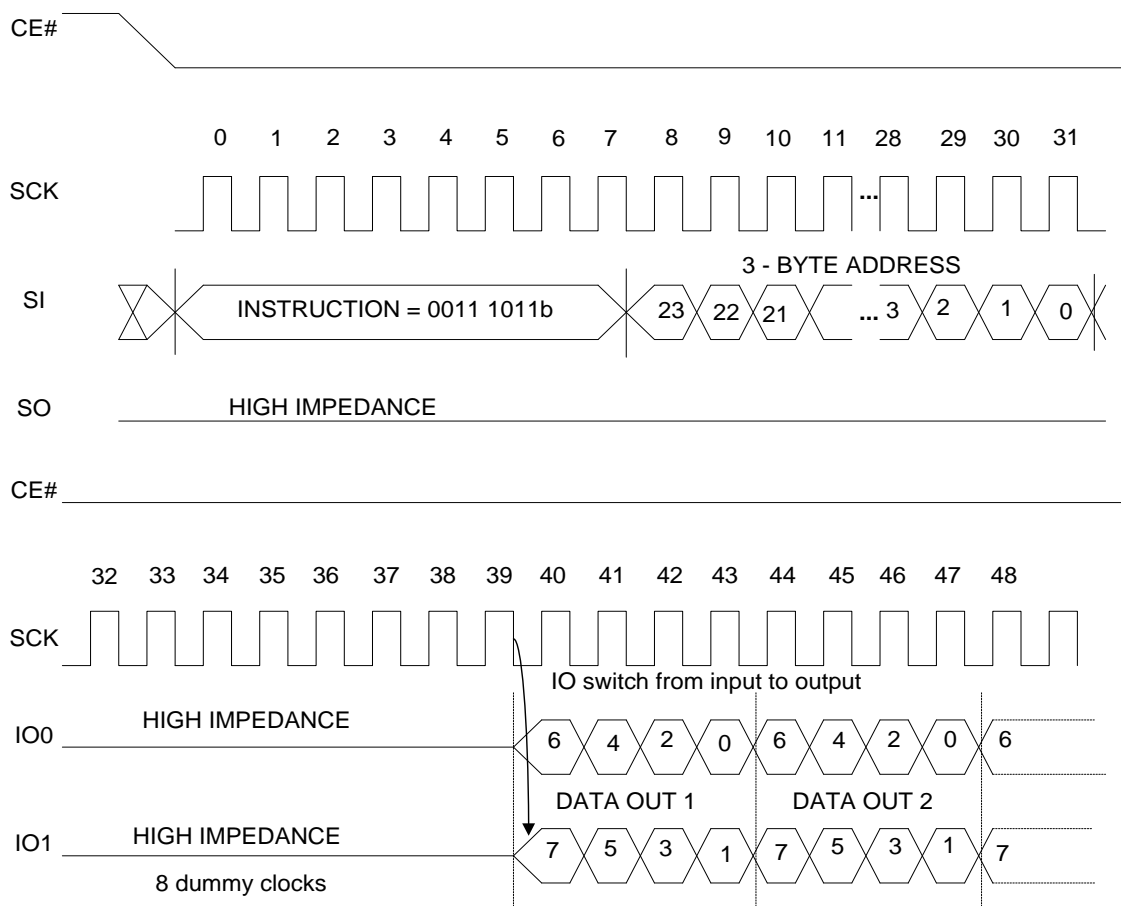 CE#
0 1 2 3 4 5 6 7 8 9 10 11 28 29 30 31
SCK ...
3 - BYTE ADDRESS
SI INSTRUCTION = 0011 1011b 23 22 21 ... 3 2 1 0
SO HIGH IMPEDANCE
CE#
32 33 34 35 36 37 38 39 40 41 42 43 44 45 46 47 48
SCK
IO switch from input to output
HIGH IMPEDANCE
IO0 6 4 2 0 6 4 2 0 6
DATA OUT 1 DATA OUT 2
HIGH IMPEDANCE
IO1 7 5 3 1 7 5 3 1 7
8 dummy clocks